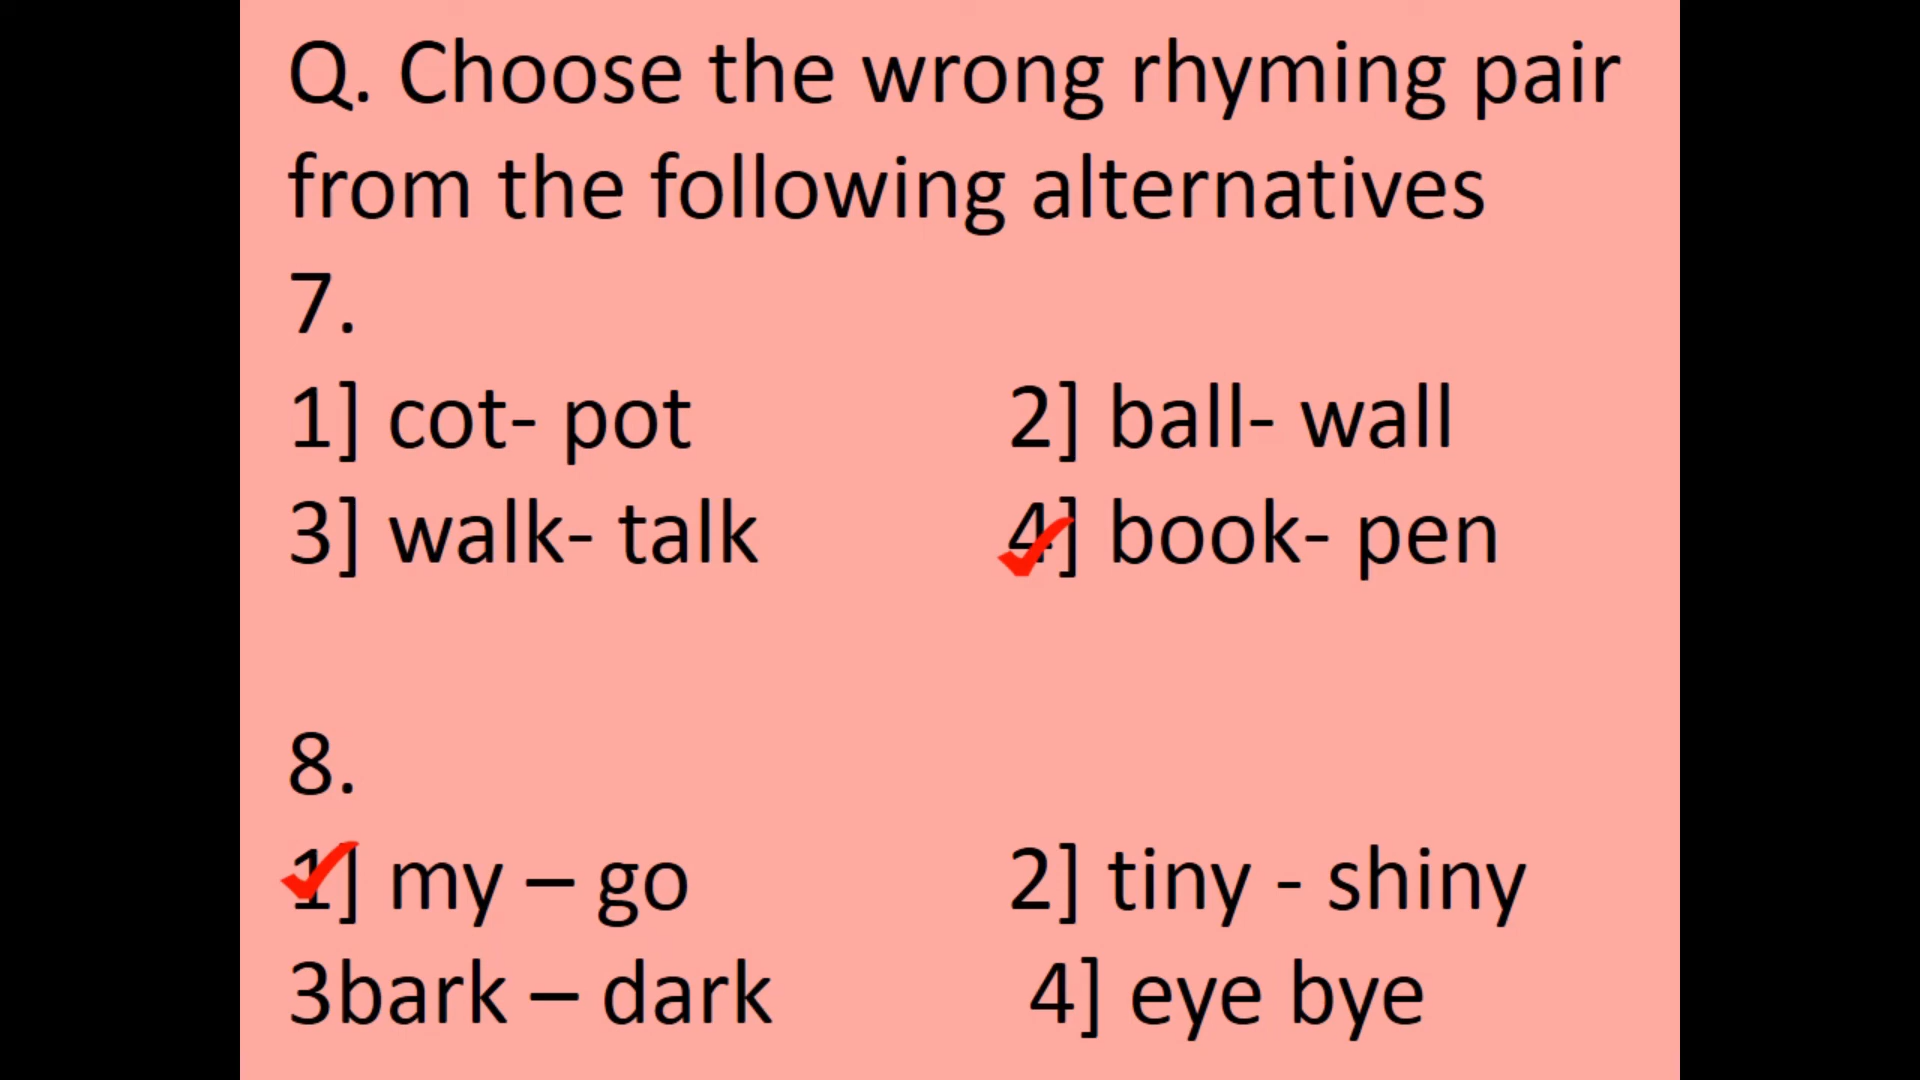 Q. Choose the wrong rhyming pair
from the following alternatives
7.
1] cot- pot 2] ball- wall
3] walk- talk 4] book- pen
8.
1] my – go 2] tiny - shiny
3bark – dark 4] eye bye